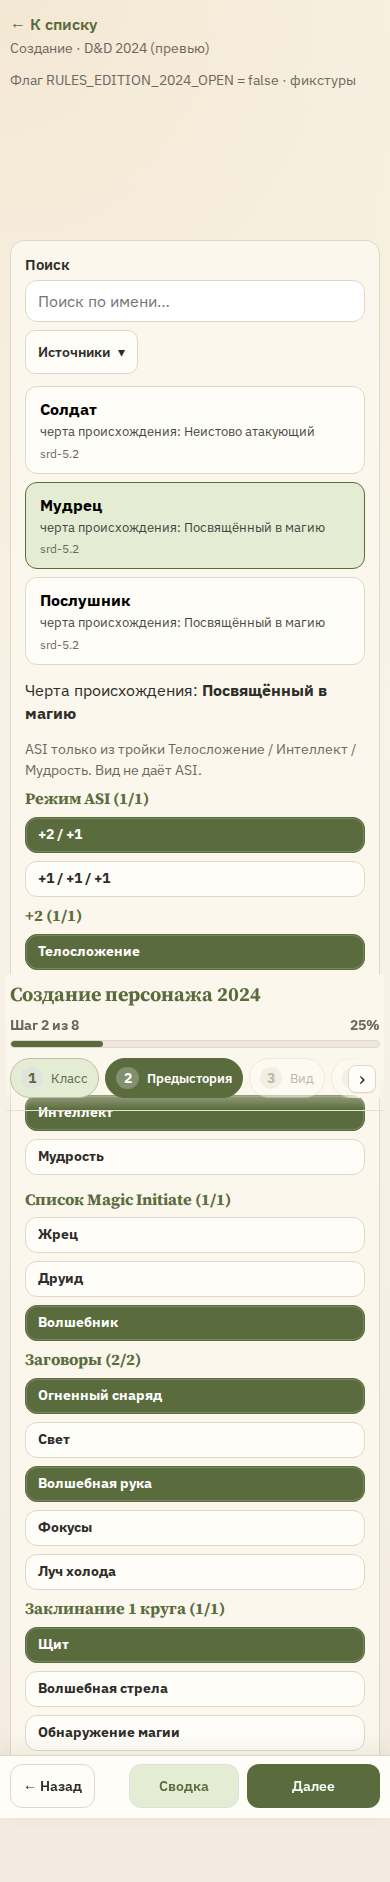 ← К списку
Создание · D&D 2024 (превью)
Флаг RULES_EDITION_2024_OPEN = false · фикстуры
Поиск
Поиск по имени...
Источники ▾
Солдат
черта происхождения: Неистово атакующий
srd-5.2
Мудрец
черта происхождения: Посвящённый в магию
srd-5.2
Послушник
черта происхождения: Посвящённый в магию
srd-5.2
Черта происхождения: Посвящённый в
магию
ASI только из тройки Телосложение / Интеллект /
Мудрость. Вид не даёт ASI.
Режим ASI (1/1)
+2 / +1
+1 / +1 / +1
+2 (1/1)
Телосложение
Создание персонажа 2024
Шаг 2 из 8 25%
1 Класс 2 Предыстория 3 Вид ›
Интеллект
Мудрость
Список Magic Initiate (1/1)
Жрец
Друид
Волшебник
Заговоры (2/2)
Огненный снаряд
Свет
Волшебная рука
Фокусы
Луч холода
Заклинание 1 круга (1/1)
Щит
Волшебная стрела
Обнаружение магии
← Назад Сводка Далее